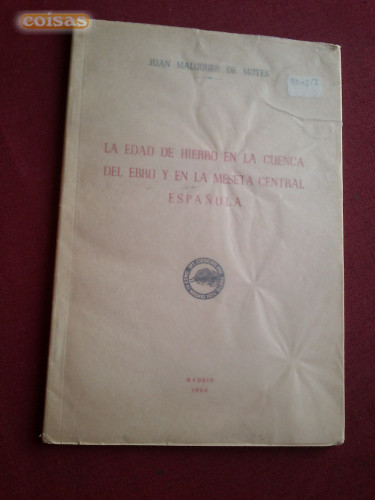 coisas
JUAN MALUQUER DE MOTES
LA EDAD DE HIERRO EN LA CUENCA
DEL EBRO Y EN LA MESETA CENTRAL
ESPAÑOLA
MADRID